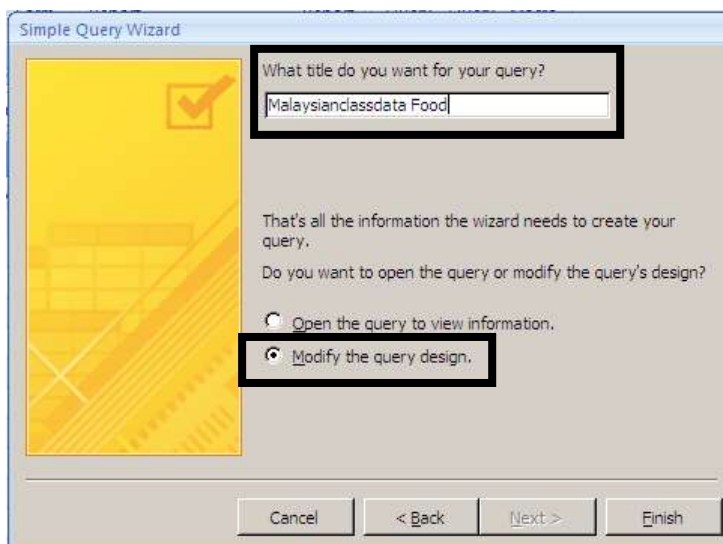 Simple Query Wizard
What title do you want for your query?
Malaysianclassdata Food
That's all the information the wizard needs to create your
query.
Do you want to open the query or modify the query's design?
Open the query to view information.
Modify the query design.
Cancel
< Back
Next >
Finish